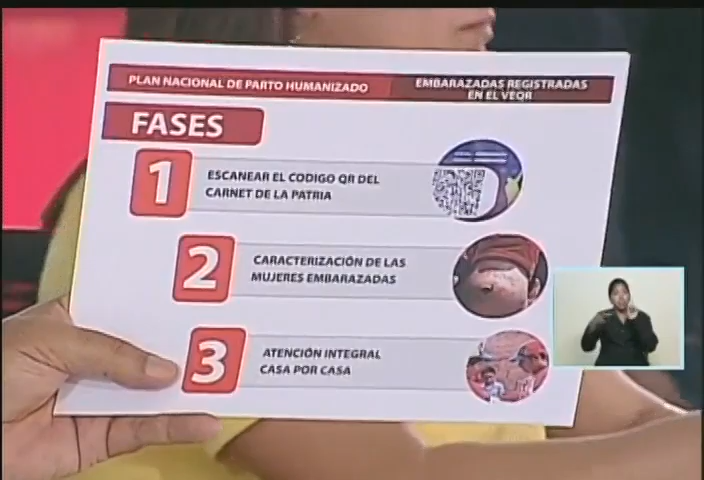 PLAN NACIONAL DE PARTO HUMANIZADO
EMBARAZADAS REGISTRADAS
EN EL VEQR
FASES
1
ESCANEAR EL CODIGO QR DEL
CARNET DE LA PATRIA
2
CARACTERIZACIÓN DE LAS
MUJERES EMBARAZADAS
3
ATENCIÓN INTEGRAL
CASA POR CASA